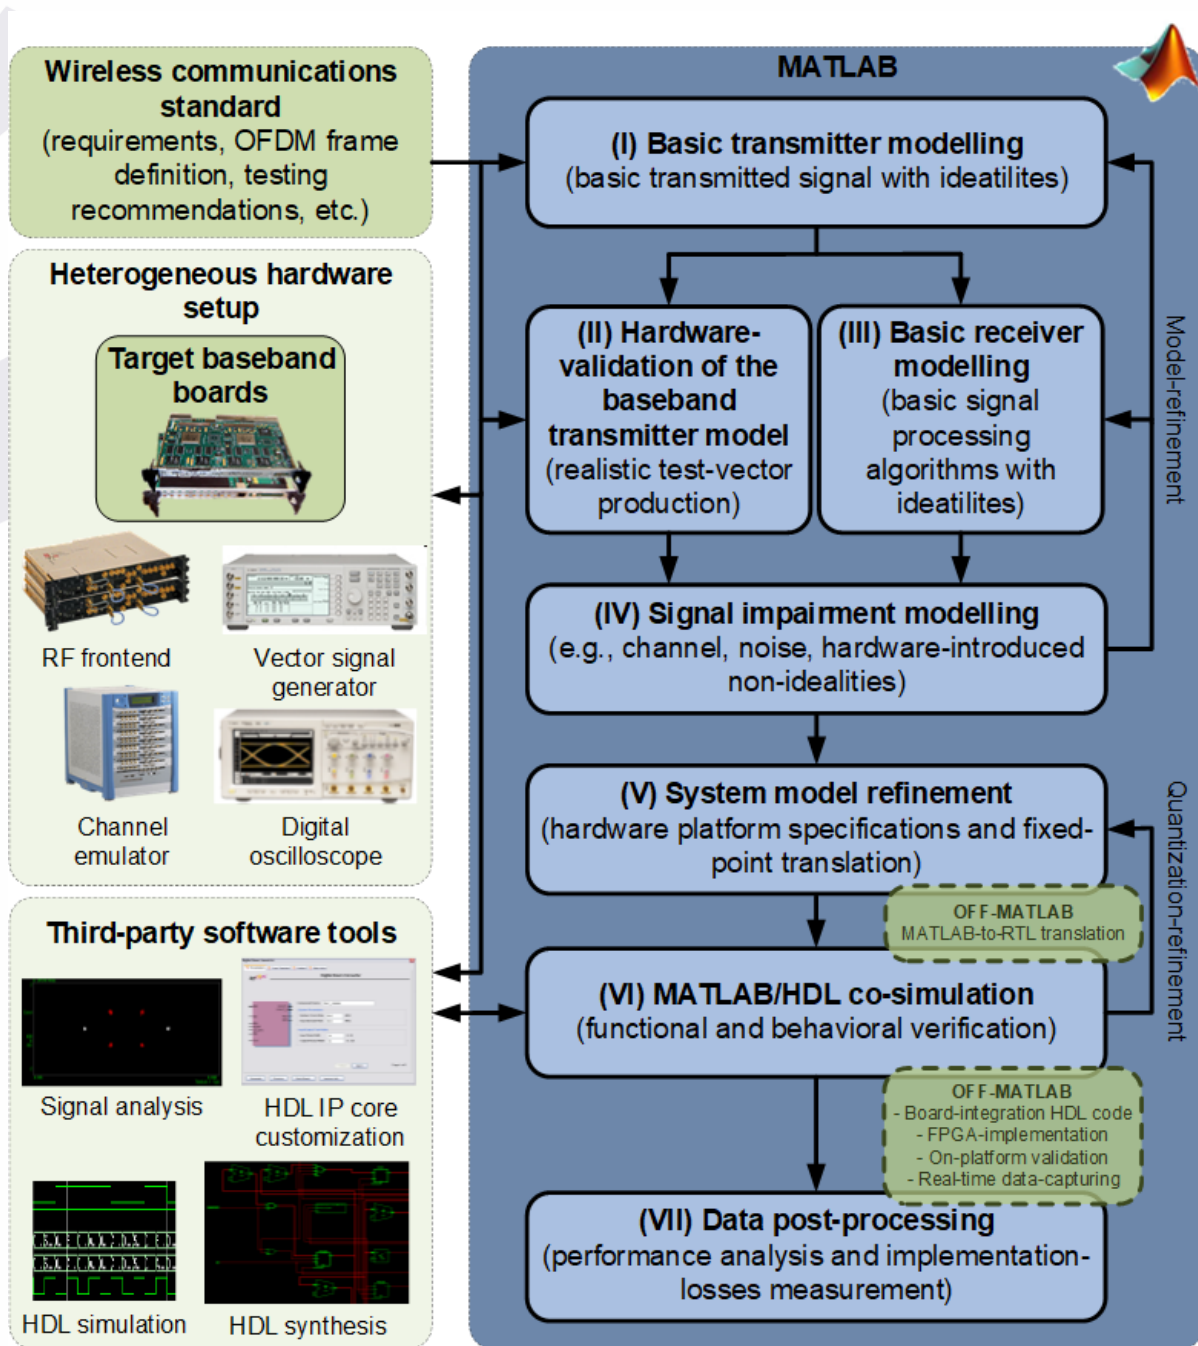 Wireless communications
standard
(requirements, OFDM frame
definition, testing
recommendations, etc.)
Heterogeneous hardware
setup
Target baseband
boards
RF frontend
Vector signal
generator
Channel
emulator
Digital
oscilloscope
Third-party software tools
Signal analysis
HDL IP core
customization
HDL simulation
HDL synthesis
MATLAB
(I) Basic transmitter modelling
(basic transmitted signal with ideatilites)
(II) Hardware-
validation of the
baseband
transmitter model
(realistic test-vector
production)
(III) Basic receiver
modelling
(basic signal
processing
algorithms with
ideatilites)
Model-refinement
(IV) Signal impairment modelling
(e.g., channel, noise, hardware-introduced
non-idealities)
(V) System model refinement
(hardware platform specifications and fixed-
point translation)
Quantization-refinement
OFF-MATLAB
MATLAB-to-RTL translation
(VI) MATLAB/HDL co-simulation
(functional and behavioral verification)
OFF-MATLAB
- Board-integration HDL code
- FPGA-implementation
- On-platform validation
- Real-time data-capturing
(VII) Data post-processing
(performance analysis and implementation-
losses measurement)